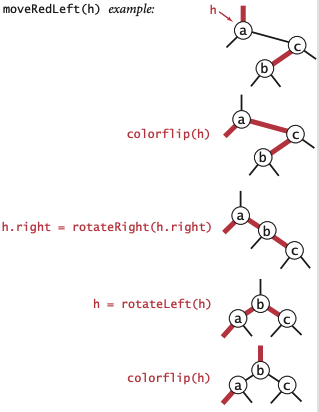 moveRedLeft(h) example:
h
a
c
b
colorflip(h)
a
c
b
h.right = rotateRight(h.right)
a
b
c
h = rotateLeft(h)
b
a
c
colorflip(h)
b
a
c